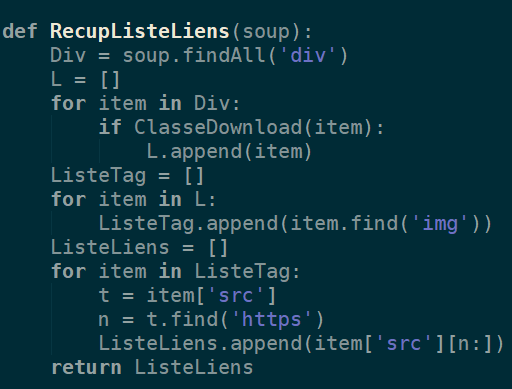 def RecupListeLiens(soup):
    Div = soup.findAll('div')
    L = []
    for item in Div:
        if ClasseDownload(item):
            L.append(item)
    ListeTag = []
    for item in L:
        ListeTag.append(item.find('img'))
    ListeLiens = []
    for item in ListeTag:
        t = item['src']
        n = t.find('https')
        ListeLiens.append(item['src'][n:])
    return ListeLiens